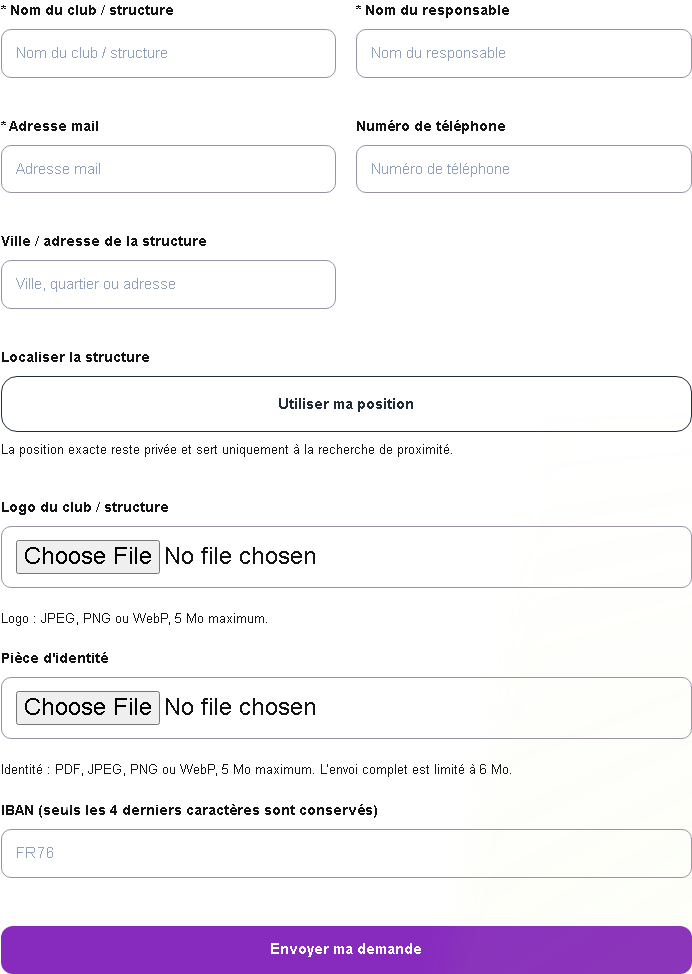 * Nom du club / structure
* Nom du responsable
Nom du club / structure
Nom du responsable
* Adresse mail
Numéro de téléphone
Adresse mail
Numéro de téléphone
Ville / adresse de la structure
Ville, quartier ou adresse
Localiser la structure
Utiliser ma position
La position exacte reste privée et sert uniquement à la recherche de proximité.
Logo du club / structure
Choose File No file chosen
Logo : JPEG, PNG ou WebP, 5 Mo maximum.
Pièce d'identité
Choose File No file chosen
Identité : PDF, JPEG, PNG ou WebP, 5 Mo maximum. L'envoi complet est limité à 6 Mo.
IBAN (seuls les 4 derniers caractères sont conservés)
FR76
Envoyer ma demande